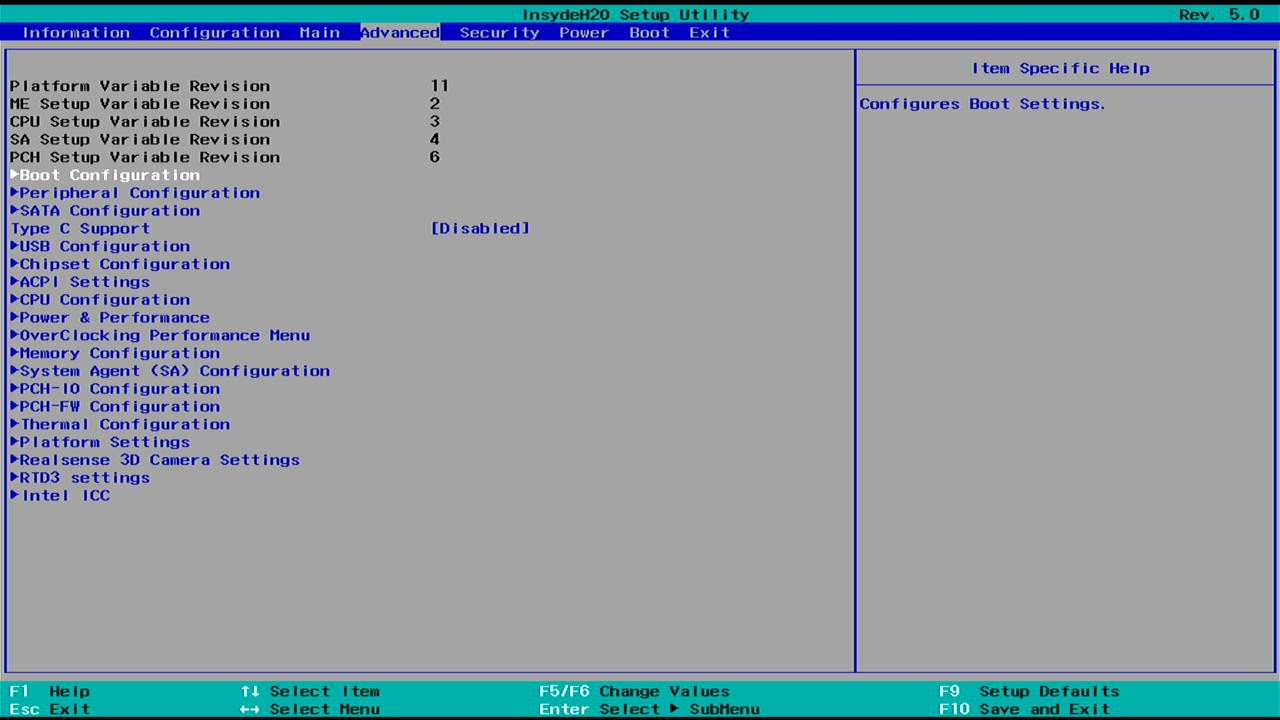 InsydeH2O Setup Utility Rev. 5.0
Information Configuration Main Advanced Security Power Boot Exit
Item Specific Help
Configures Boot Settings.
Platform Variable Revision 11
ME Setup Variable Revision 2
CPU Setup Variable Revision 3
SA Setup Variable Revision 4
PCH Setup Variable Revision 6
▶Boot Configuration
▶Peripheral Configuration
▶SATA Configuration
Type C Support [Disabled]
▶USB Configuration
▶Chipset Configuration
▶ACPI Settings
▶CPU Configuration
▶Power & Performance
▶OverClocking Performance Menu
▶Memory Configuration
▶System Agent (SA) Configuration
▶PCH-IO Configuration
▶PCH-FW Configuration
▶Thermal Configuration
▶Platform Settings
▶Realsense 3D Camera Settings
▶RTD3 settings
▶Intel ICC
F1 Help ↑↓ Select Item F5/F6 Change Values F9 Setup Defaults
Esc Exit ↔ Select Menu Enter Select ▶ SubMenu F10 Save and Exit